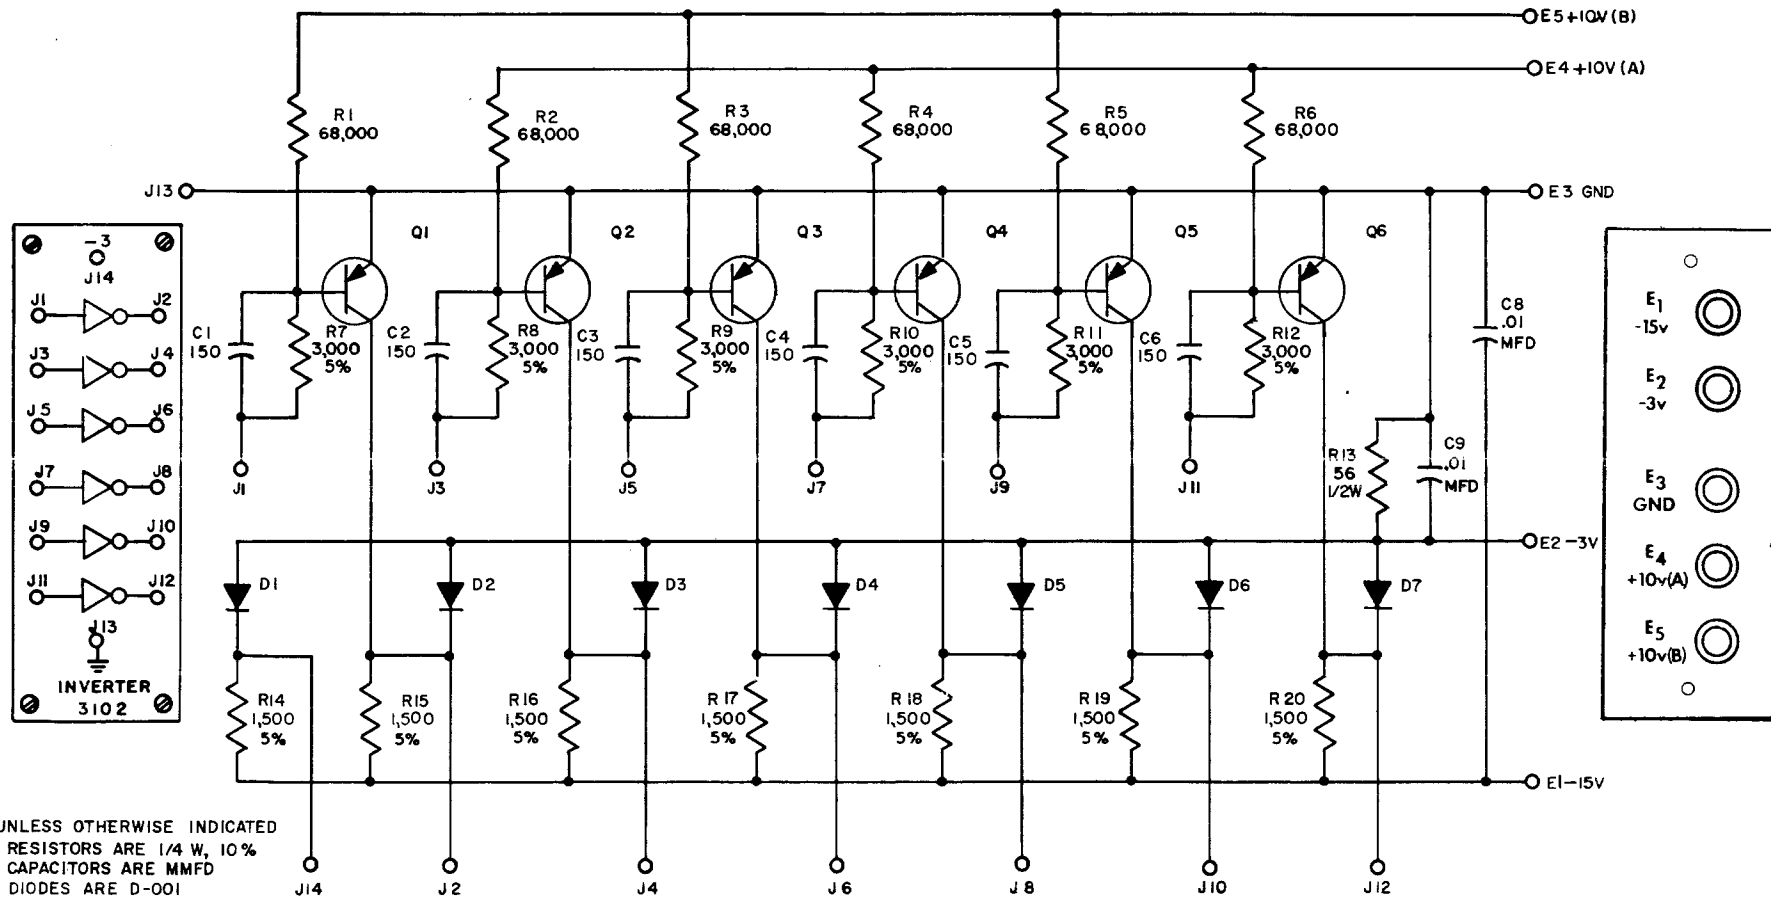 E5+10V(B)
E4+10V(A)
R1
68,000
R2
68,000
R3
68,000
R4
68,000
R5
68,000
R6
68,000
J13
E3 GND
Q1
Q2
Q3
Q4
Q5
Q6
C1
150
R7
3,000
5%
C2
150
R8
3,000
5%
C3
150
R9
3,000
5%
C4
150
R10
3,000
5%
C5
150
R11
3,000
5%
C6
150
R12
3,000
5%
C8
.01
MFD
R13
56
1/2W
C9
.01
MFD
J1
J3
J5
J7
J9
J11
E2-3V
D1
D2
D3
D4
D5
D6
D7
R14
1,500
5%
R15
1,500
5%
R16
1,500
5%
R17
1,500
5%
R18
1,500
5%
R19
1,500
5%
R20
1,500
5%
E1-15V
J14
J2
J4
J6
J8
J10
J12
-3
J14
J1 J2
J3 J4
J5 J6
J7 J8
J9 J10
J11 J12
J13
INVERTER
3102
E1
-15v
E2
-3v
E3
GND
E4
+10v(A)
E5
+10v(B)
UNLESS OTHERWISE INDICATED
RESISTORS ARE 1/4 W, 10%
CAPACITORS ARE MMFD
DIODES ARE D-001